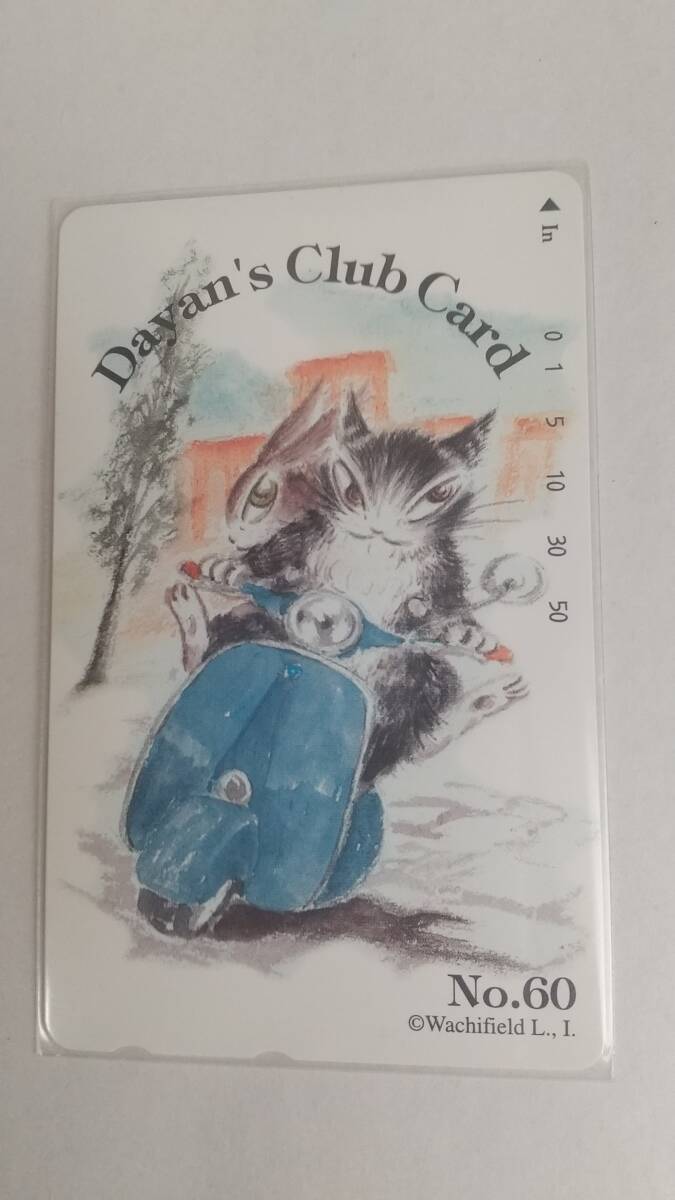 Dayan's Club Card
◀ In
0 1 5 10 30 50
No.60
©Wachifield L., I.